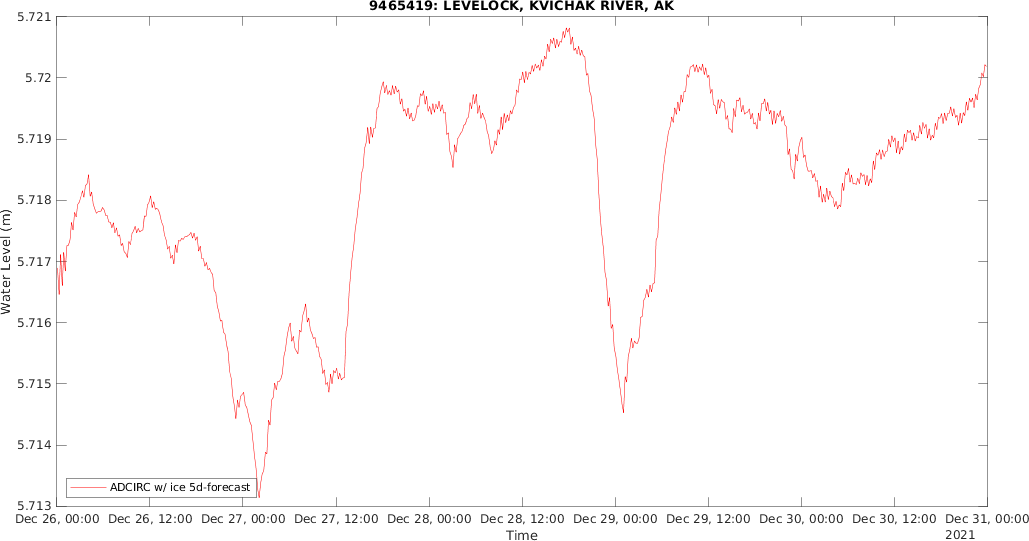 9465419: LEVELOCK, KVICHAK RIVER, AK
5.721
5.72
5.719
5.718
5.717
5.716
5.715
5.714
5.713
Water Level (m)
ADCIRC w/ ice 5d-forecast
Dec 26, 00:00 Dec 26, 12:00 Dec 27, 00:00 Dec 27, 12:00 Dec 28, 00:00 Dec 28, 12:00 Dec 29, 00:00 Dec 29, 12:00 Dec 30, 00:00 Dec 30, 12:00 Dec 31, 00:00
Time
2021